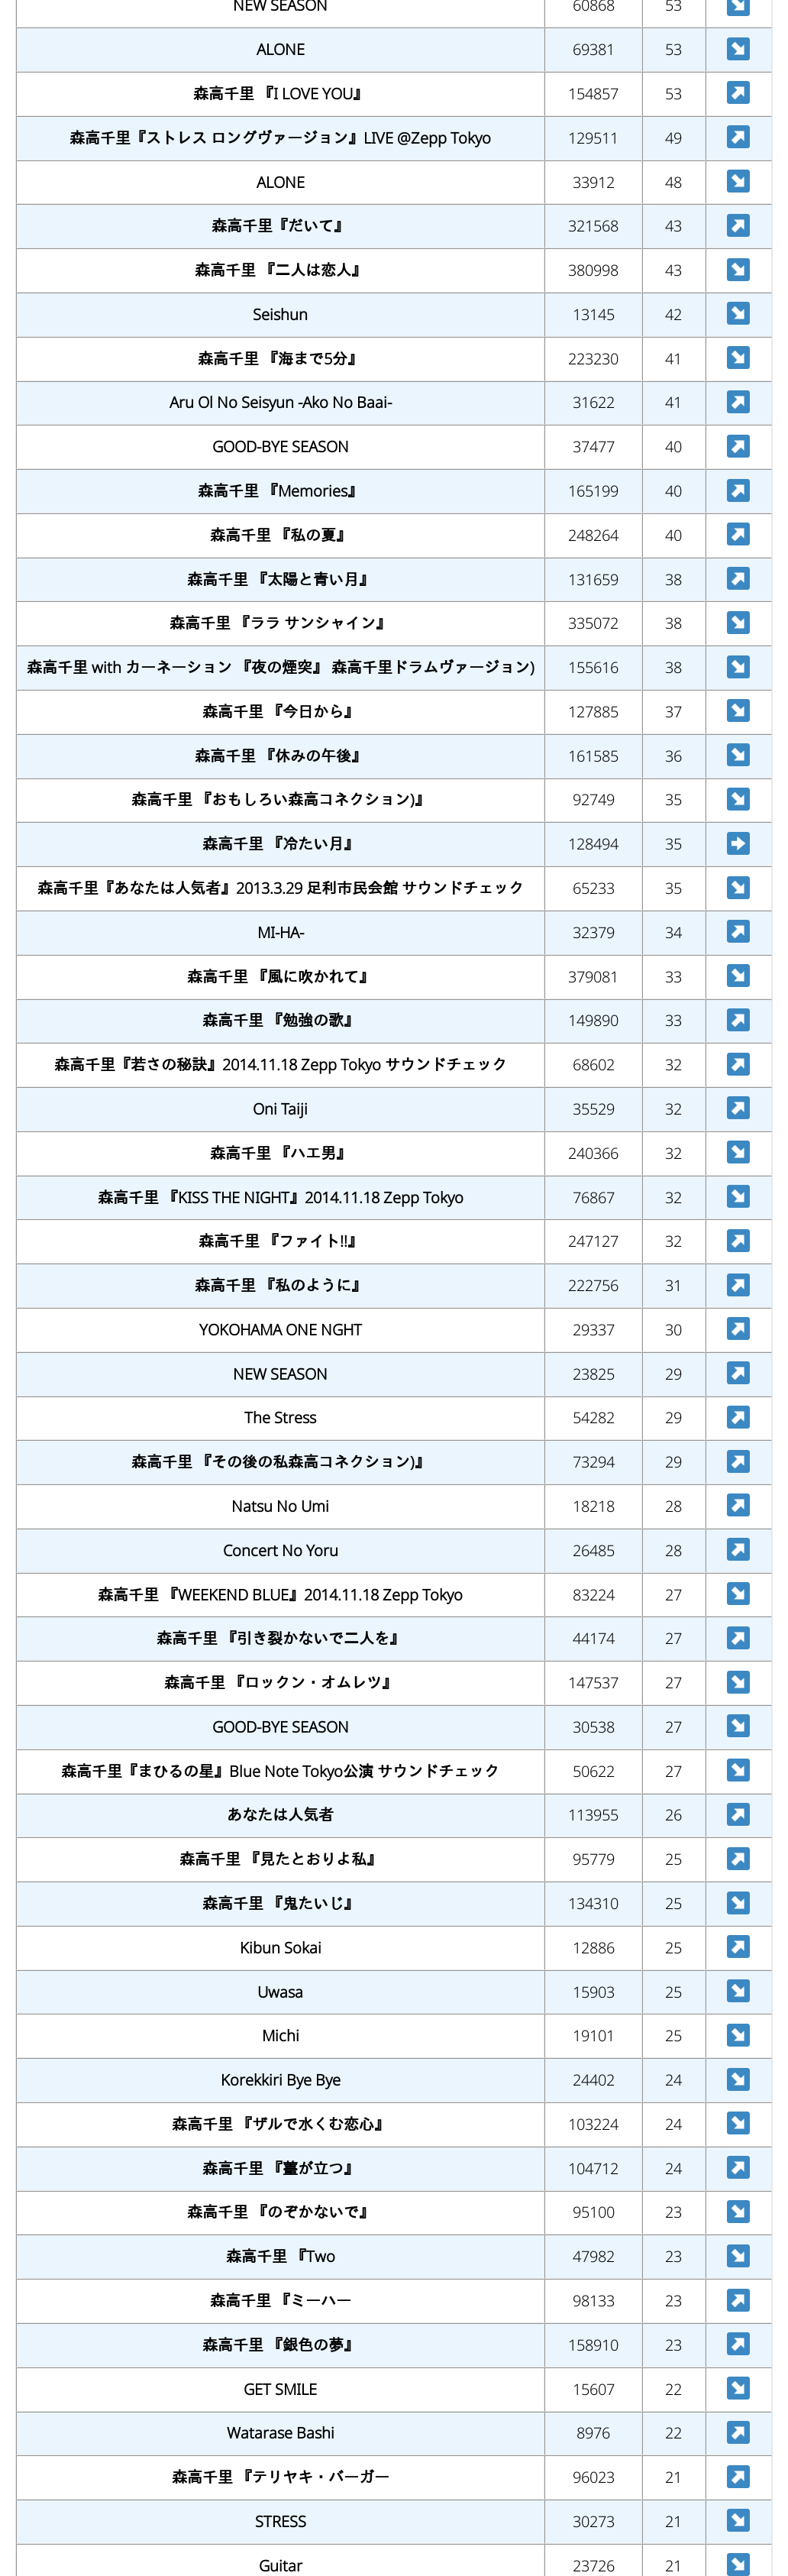 NEW SEASON 60868 53 ↘
ALONE 69381 53 ↘
森高千里 『I LOVE YOU』 154857 53 ↗
森高千里『ストレス ロングヴァージョン』LIVE @Zepp Tokyo 129511 49 ↗
ALONE 33912 48 ↘
森高千里『だいて』 321568 43 ↗
森高千里 『二人は恋人』 380998 43 ↘
Seishun 13145 42 ↘
森高千里 『海まで5分』 223230 41 ↘
Aru Ol No Seisyun -Ako No Baai- 31622 41 ↗
GOOD-BYE SEASON 37477 40 ↗
森高千里 『Memories』 165199 40 ↗
森高千里 『私の夏』 248264 40 ↗
森高千里 『太陽と青い月』 131659 38 ↗
森高千里 『ララ サンシャイン』 335072 38 ↘
森高千里 with カーネーション 『夜の煙突』 森高千里ドラムヴァージョン) 155616 38 ↘
森高千里 『今日から』 127885 37 ↘
森高千里 『休みの午後』 161585 36 ↘
森高千里 『おもしろい森高コネクション)』 92749 35 ↘
森高千里 『冷たい月』 128494 35 ➡
森高千里『あなたは人気者』2013.3.29 足利市民会館 サウンドチェック 65233 35 ↘
MI-HA- 32379 34 ↗
森高千里 『風に吹かれて』 379081 33 ↘
森高千里 『勉強の歌』 149890 33 ↗
森高千里『若さの秘訣』2014.11.18 Zepp Tokyo サウンドチェック 68602 32 ↗
Oni Taiji 35529 32 ↗
森高千里 『ハエ男』 240366 32 ↘
森高千里 『KISS THE NIGHT』2014.11.18 Zepp Tokyo 76867 32 ↘
森高千里 『ファイト!!』 247127 32 ↗
森高千里 『私のように』 222756 31 ↗
YOKOHAMA ONE NGHT 29337 30 ↗
NEW SEASON 23825 29 ↗
The Stress 54282 29 ↗
森高千里 『その後の私森高コネクション)』 73294 29 ↗
Natsu No Umi 18218 28 ↗
Concert No Yoru 26485 28 ↗
森高千里 『WEEKEND BLUE』2014.11.18 Zepp Tokyo 83224 27 ↘
森高千里 『引き裂かないで二人を』 44174 27 ↗
森高千里 『ロックン・オムレツ』 147537 27 ↘
GOOD-BYE SEASON 30538 27 ↘
森高千里『まひるの星』Blue Note Tokyo公演 サウンドチェック 50622 27 ↘
あなたは人気者 113955 26 ↗
森高千里 『見たとおりよ私』 95779 25 ↗
森高千里 『鬼たいじ』 134310 25 ↘
Kibun Sokai 12886 25 ↗
Uwasa 15903 25 ↘
Michi 19101 25 ↘
Korekkiri Bye Bye 24402 24 ↘
森高千里 『ザルで水くむ恋心』 103224 24 ↘
森高千里 『薹が立つ』 104712 24 ↗
森高千里 『のぞかないで』 95100 23 ↘
森高千里 『Two 47982 23 ↘
森高千里 『ミーハー 98133 23 ↗
森高千里 『銀色の夢』 158910 23 ↗
GET SMILE 15607 22 ↘
Watarase Bashi 8976 22 ↗
森高千里 『テリヤキ・バーガー 96023 21 ↗
STRESS 30273 21 ↘
Guitar 23726 21 ↘